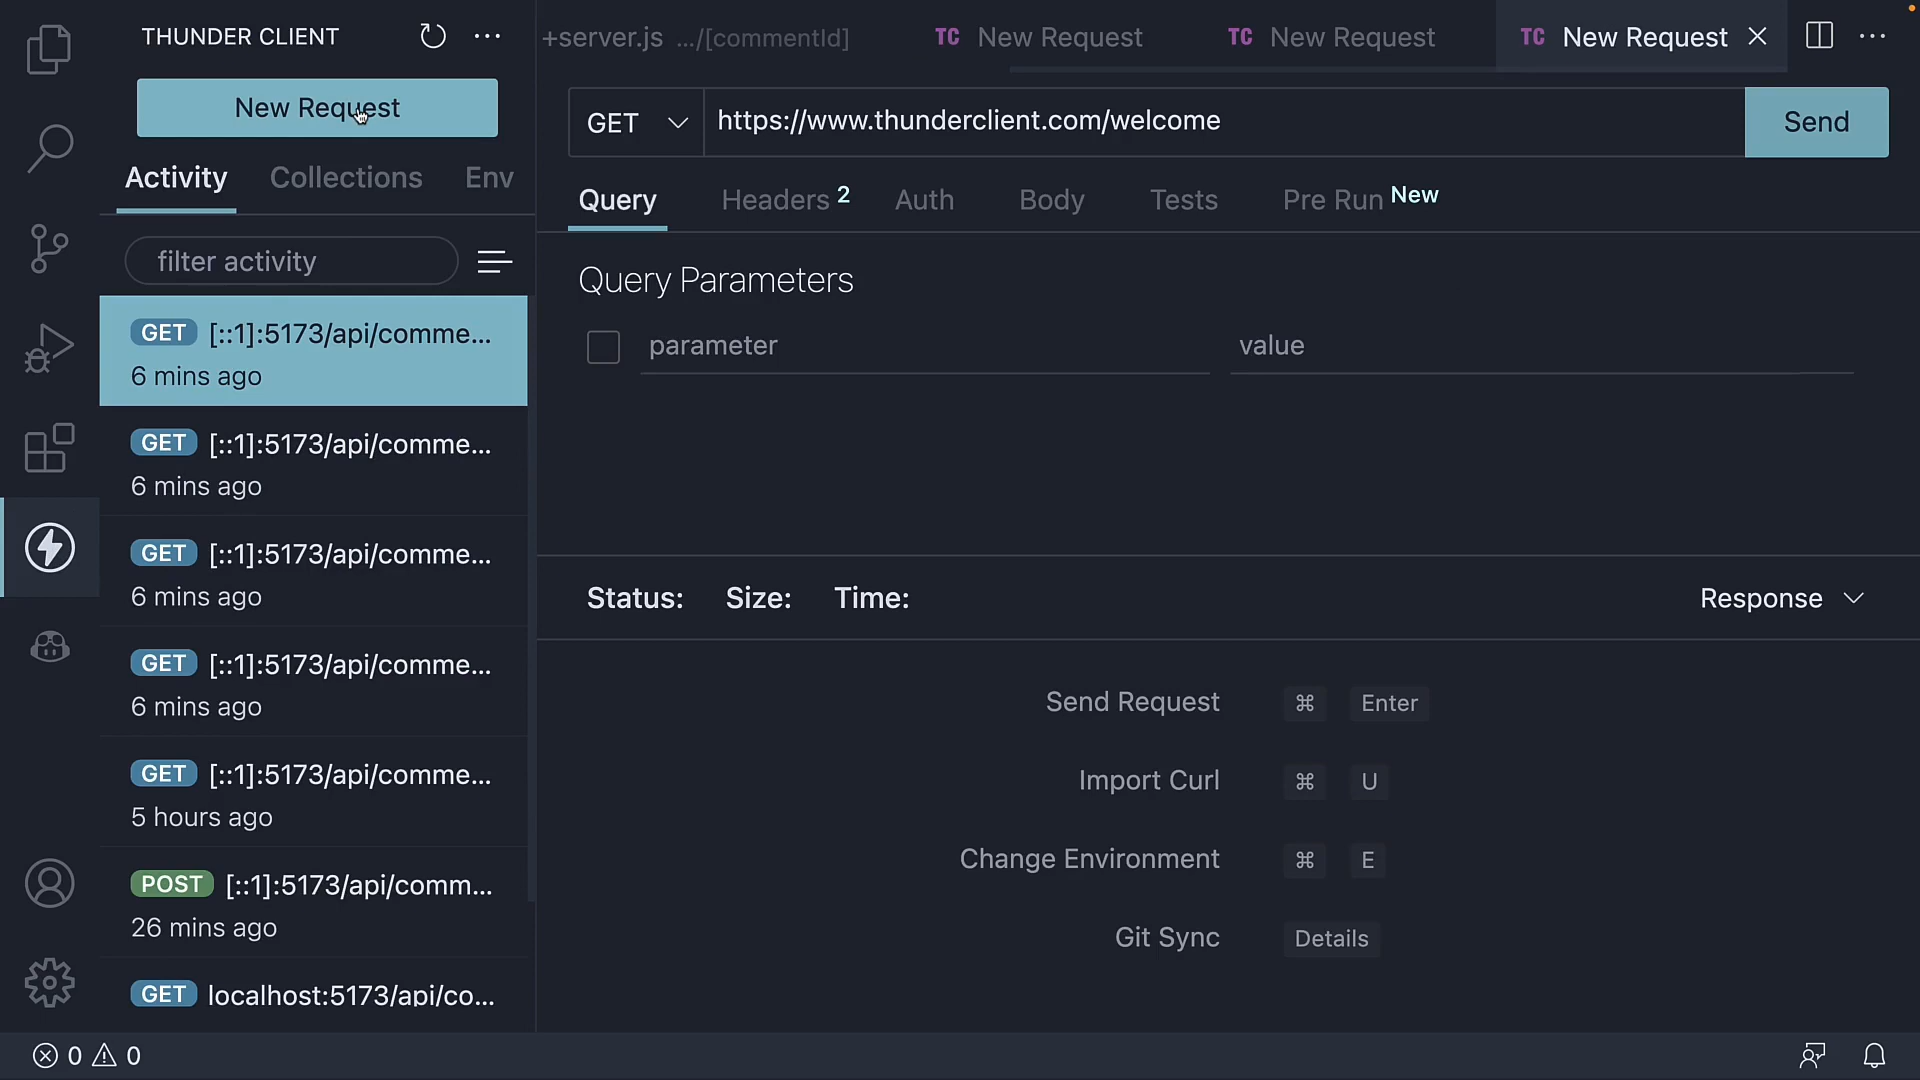 THUNDER CLIENT
New Request
Activity Collections Env
filter activity
GET [::1]:5173/api/comme...
6 mins ago
GET [::1]:5173/api/comme...
6 mins ago
GET [::1]:5173/api/comme...
6 mins ago
GET [::1]:5173/api/comme...
6 mins ago
GET [::1]:5173/api/comme...
5 hours ago
POST [::1]:5173/api/comm...
26 mins ago
GET localhost:5173/api/co...
+server.js .../[commentId]
TC New Request
TC New Request
TC New Request
GET https://www.thunderclient.com/welcome Send
Query Headers 2 Auth Body Tests Pre Run New
Query Parameters
parameter value
Status: Size: Time: Response
Send Request ⌘ Enter
Import Curl ⌘ U
Change Environment ⌘ E
Git Sync Details
0 0